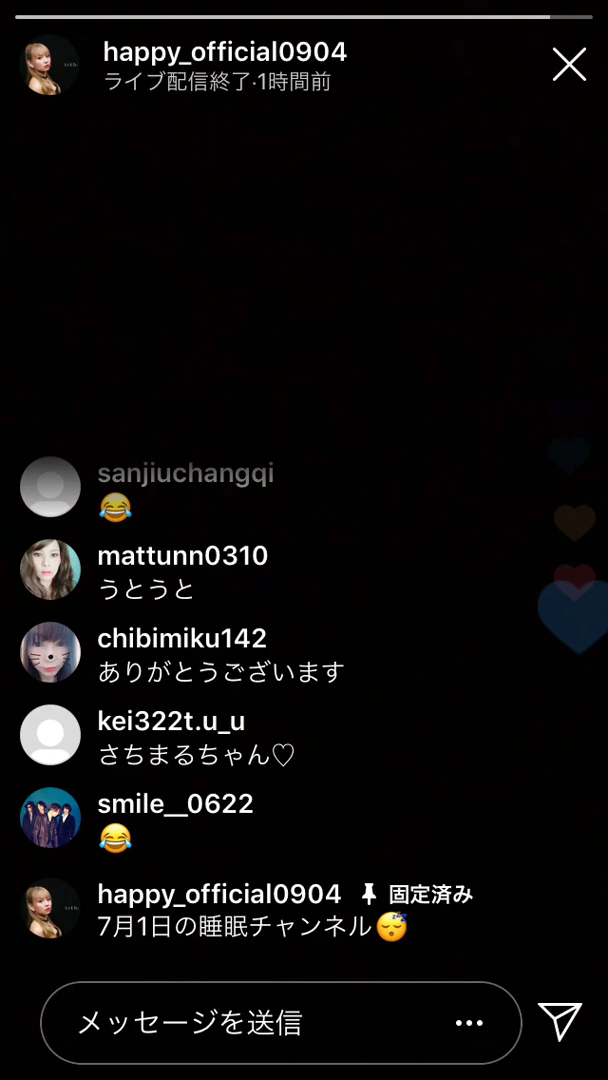 happy_official0904
ライブ配信終了·1時間前
sanjiuchangqi
😂
mattunn0310
うとうと
chibimiku142
ありがとうございます
kei322t.u_u
さちまるちゃん♡
smile__0622
😂
happy_official0904 固定済み
7月1日の睡眠チャンネル😴
メッセージを送信